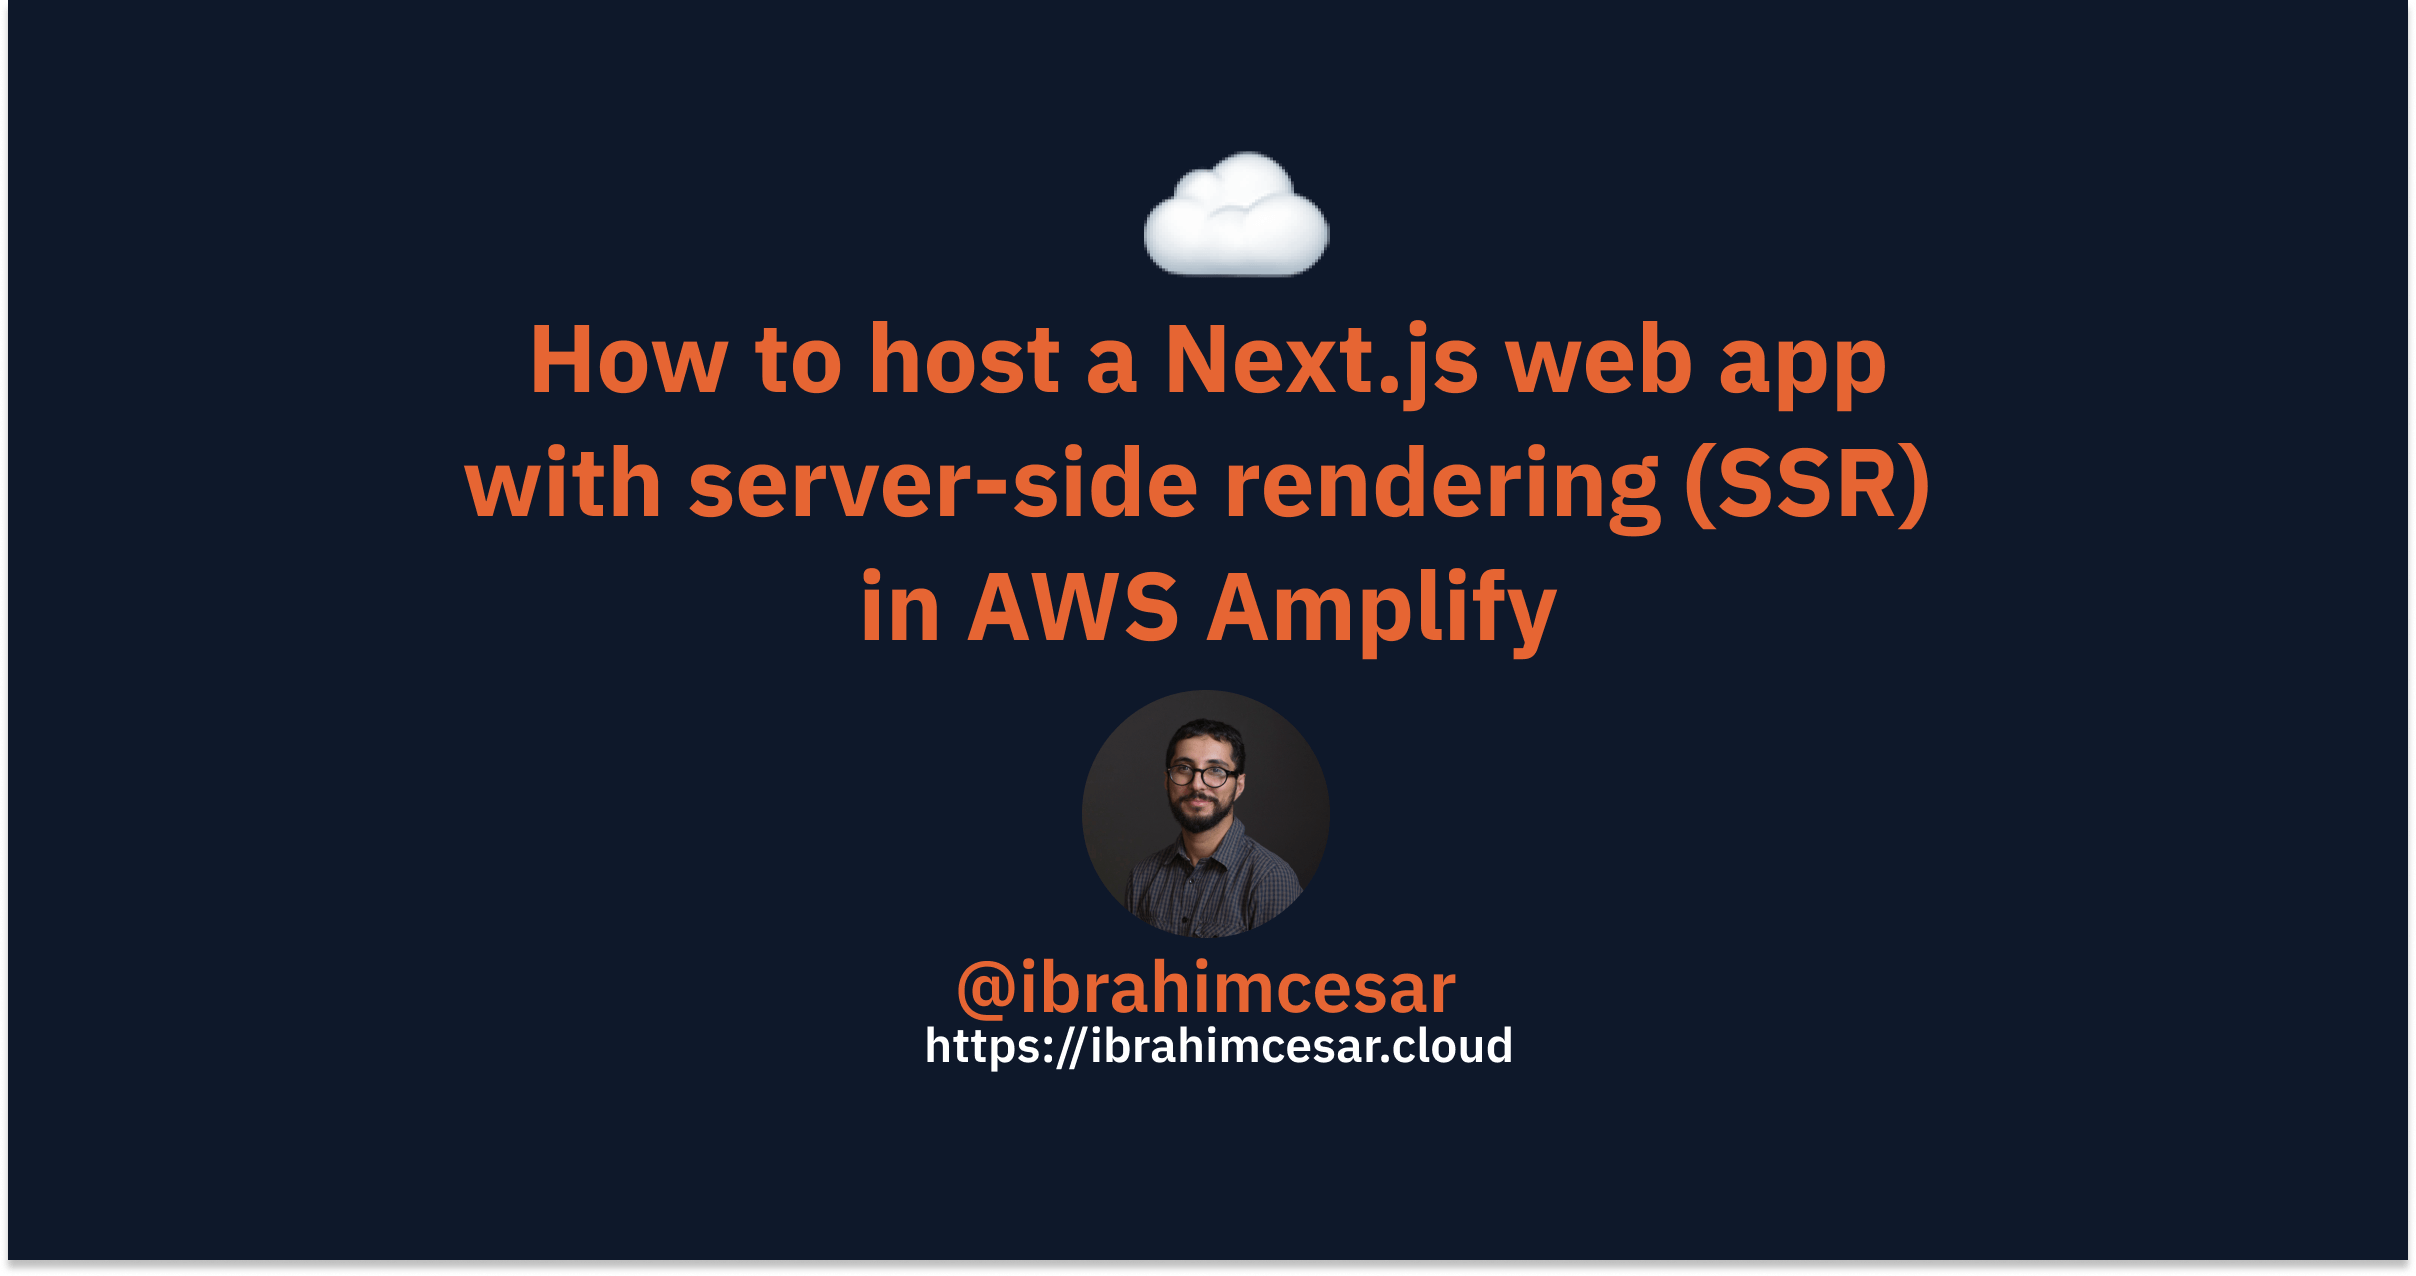 How to host a Next.js web app
with server-side rendering (SSR)
in AWS Amplify
@ibrahimcesar
https://ibrahimcesar.cloud